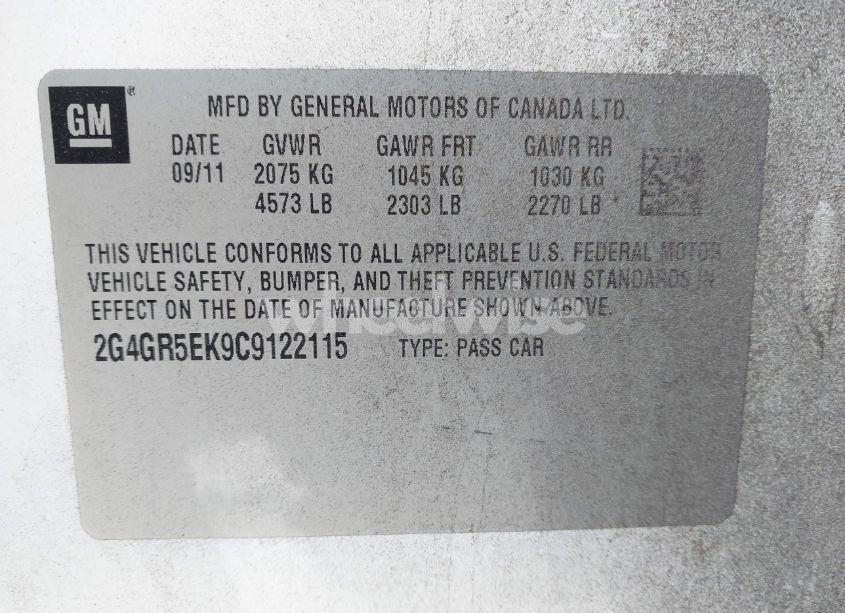 GM ®
MFD BY GENERAL MOTORS OF CANADA LTD.
DATE GVWR GAWR FRT GAWR RR
09/11 2075 KG 1045 KG 1030 KG
4573 LB 2303 LB 2270 LB
THIS VEHICLE CONFORMS TO ALL APPLICABLE U.S. FEDERAL MOTOR
VEHICLE SAFETY, BUMPER, AND THEFT PREVENTION STANDARDS IN
EFFECT ON THE DATE OF MANUFACTURE SHOWN ABOVE.
wheelwise
2G4GR5EK9C9122115 TYPE: PASS CAR